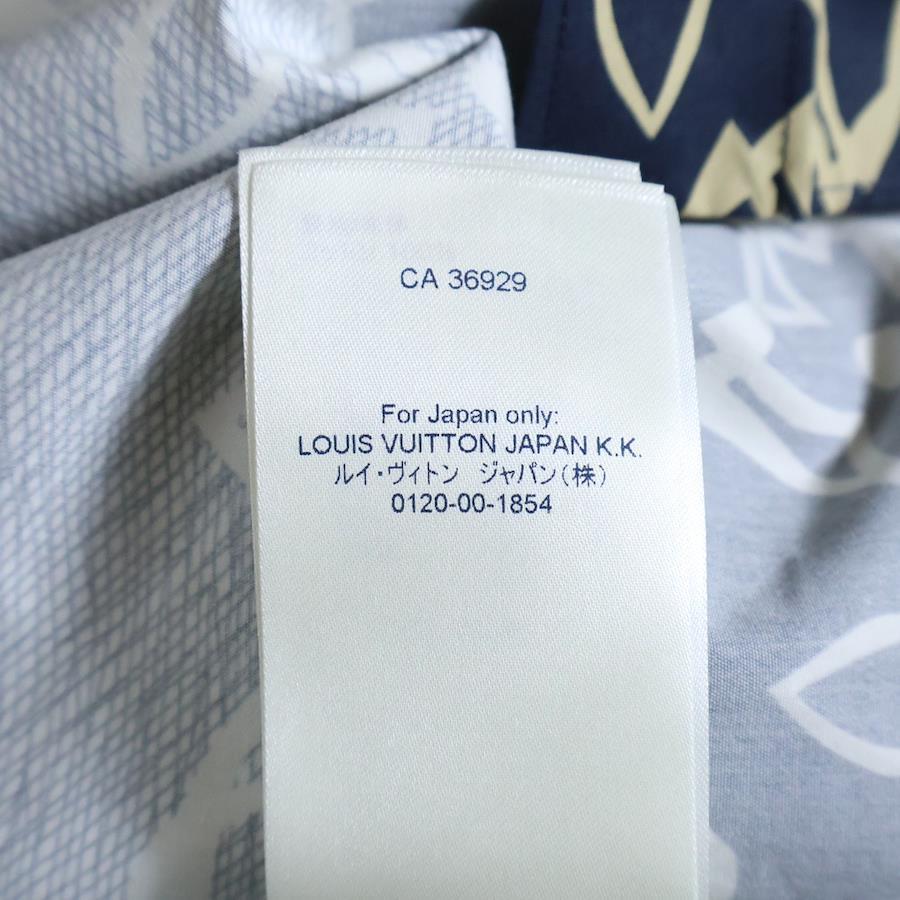 CA 36929
For Japan only:
LOUIS VUITTON JAPAN K.K.
ルイ・ヴィトン ジャパン(株)
0120-00-1854